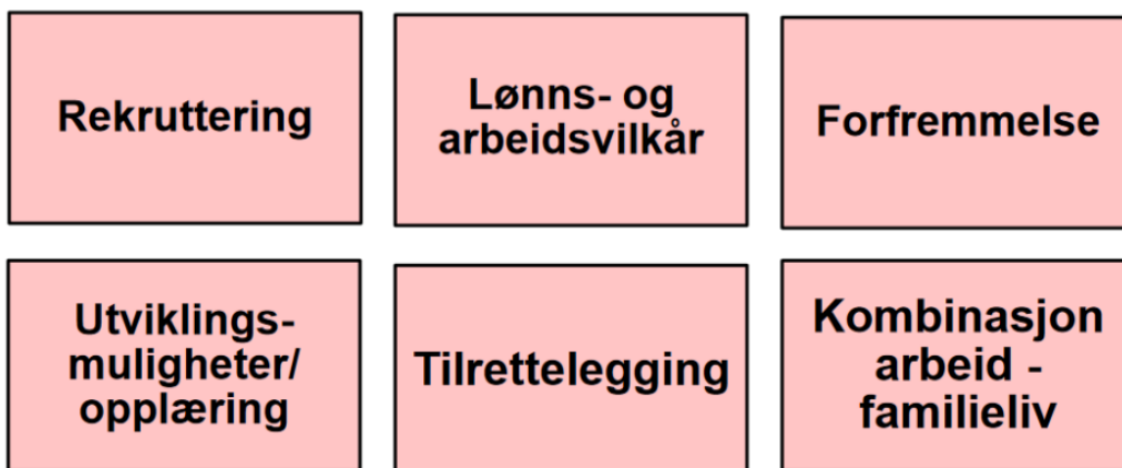 Rekruttering
Lønns- og
arbeidsvilkår
Forfremmelse
Utviklings-
muligheter/
opplæring
Tilrettelegging
Kombinasjon
arbeid -
familieliv